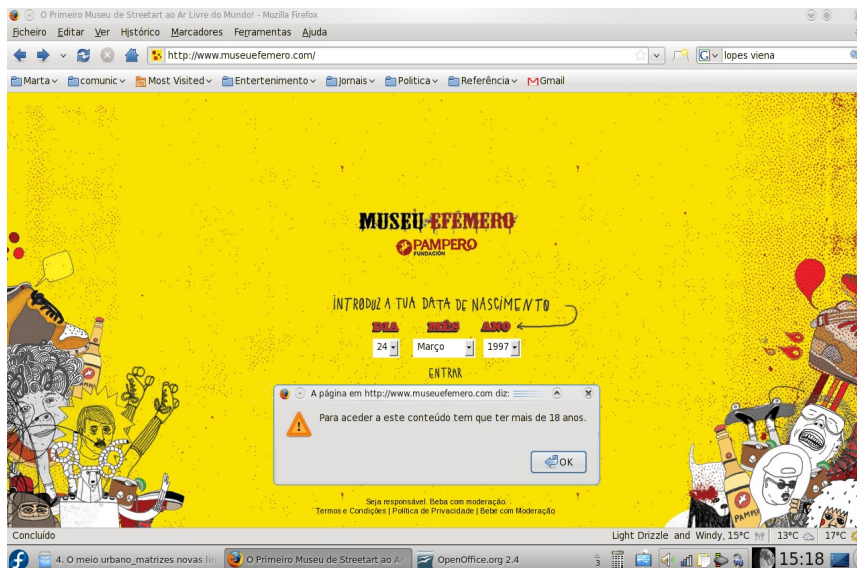 O Primeiro Museu de Streetart ao Ar Livre do Mundo! - Mozilla Firefox
Ficheiro Editar Ver Histórico Marcadores Ferramentas Ajuda
http://www.museuefemero.com/
lopes viena
Marta comunic Most Visited Entertenimento Jornais Politica Referência Gmail
MUSEU EFÉMERO
PAMPERO
FUNDACIÓN
INTRODUZ A TUA DATA DE NASCIMENTO
DIA MÊS ANO
24 Março 1997
ENTRAR
A página em http://www.museuefemero.com diz:
Para aceder a este conteúdo tem que ter mais de 18 anos.
OK
Seja responsável. Beba com moderação.
Termos e Condições | Política de Privacidade | Bebe com Moderação
Concluído
Light Drizzle and Windy, 15°C 13°C 17°C
4. O meio urbano_matrizes novas fin
O Primeiro Museu de Streetart ao Ar
OpenOffice.org 2.4
3
15:18